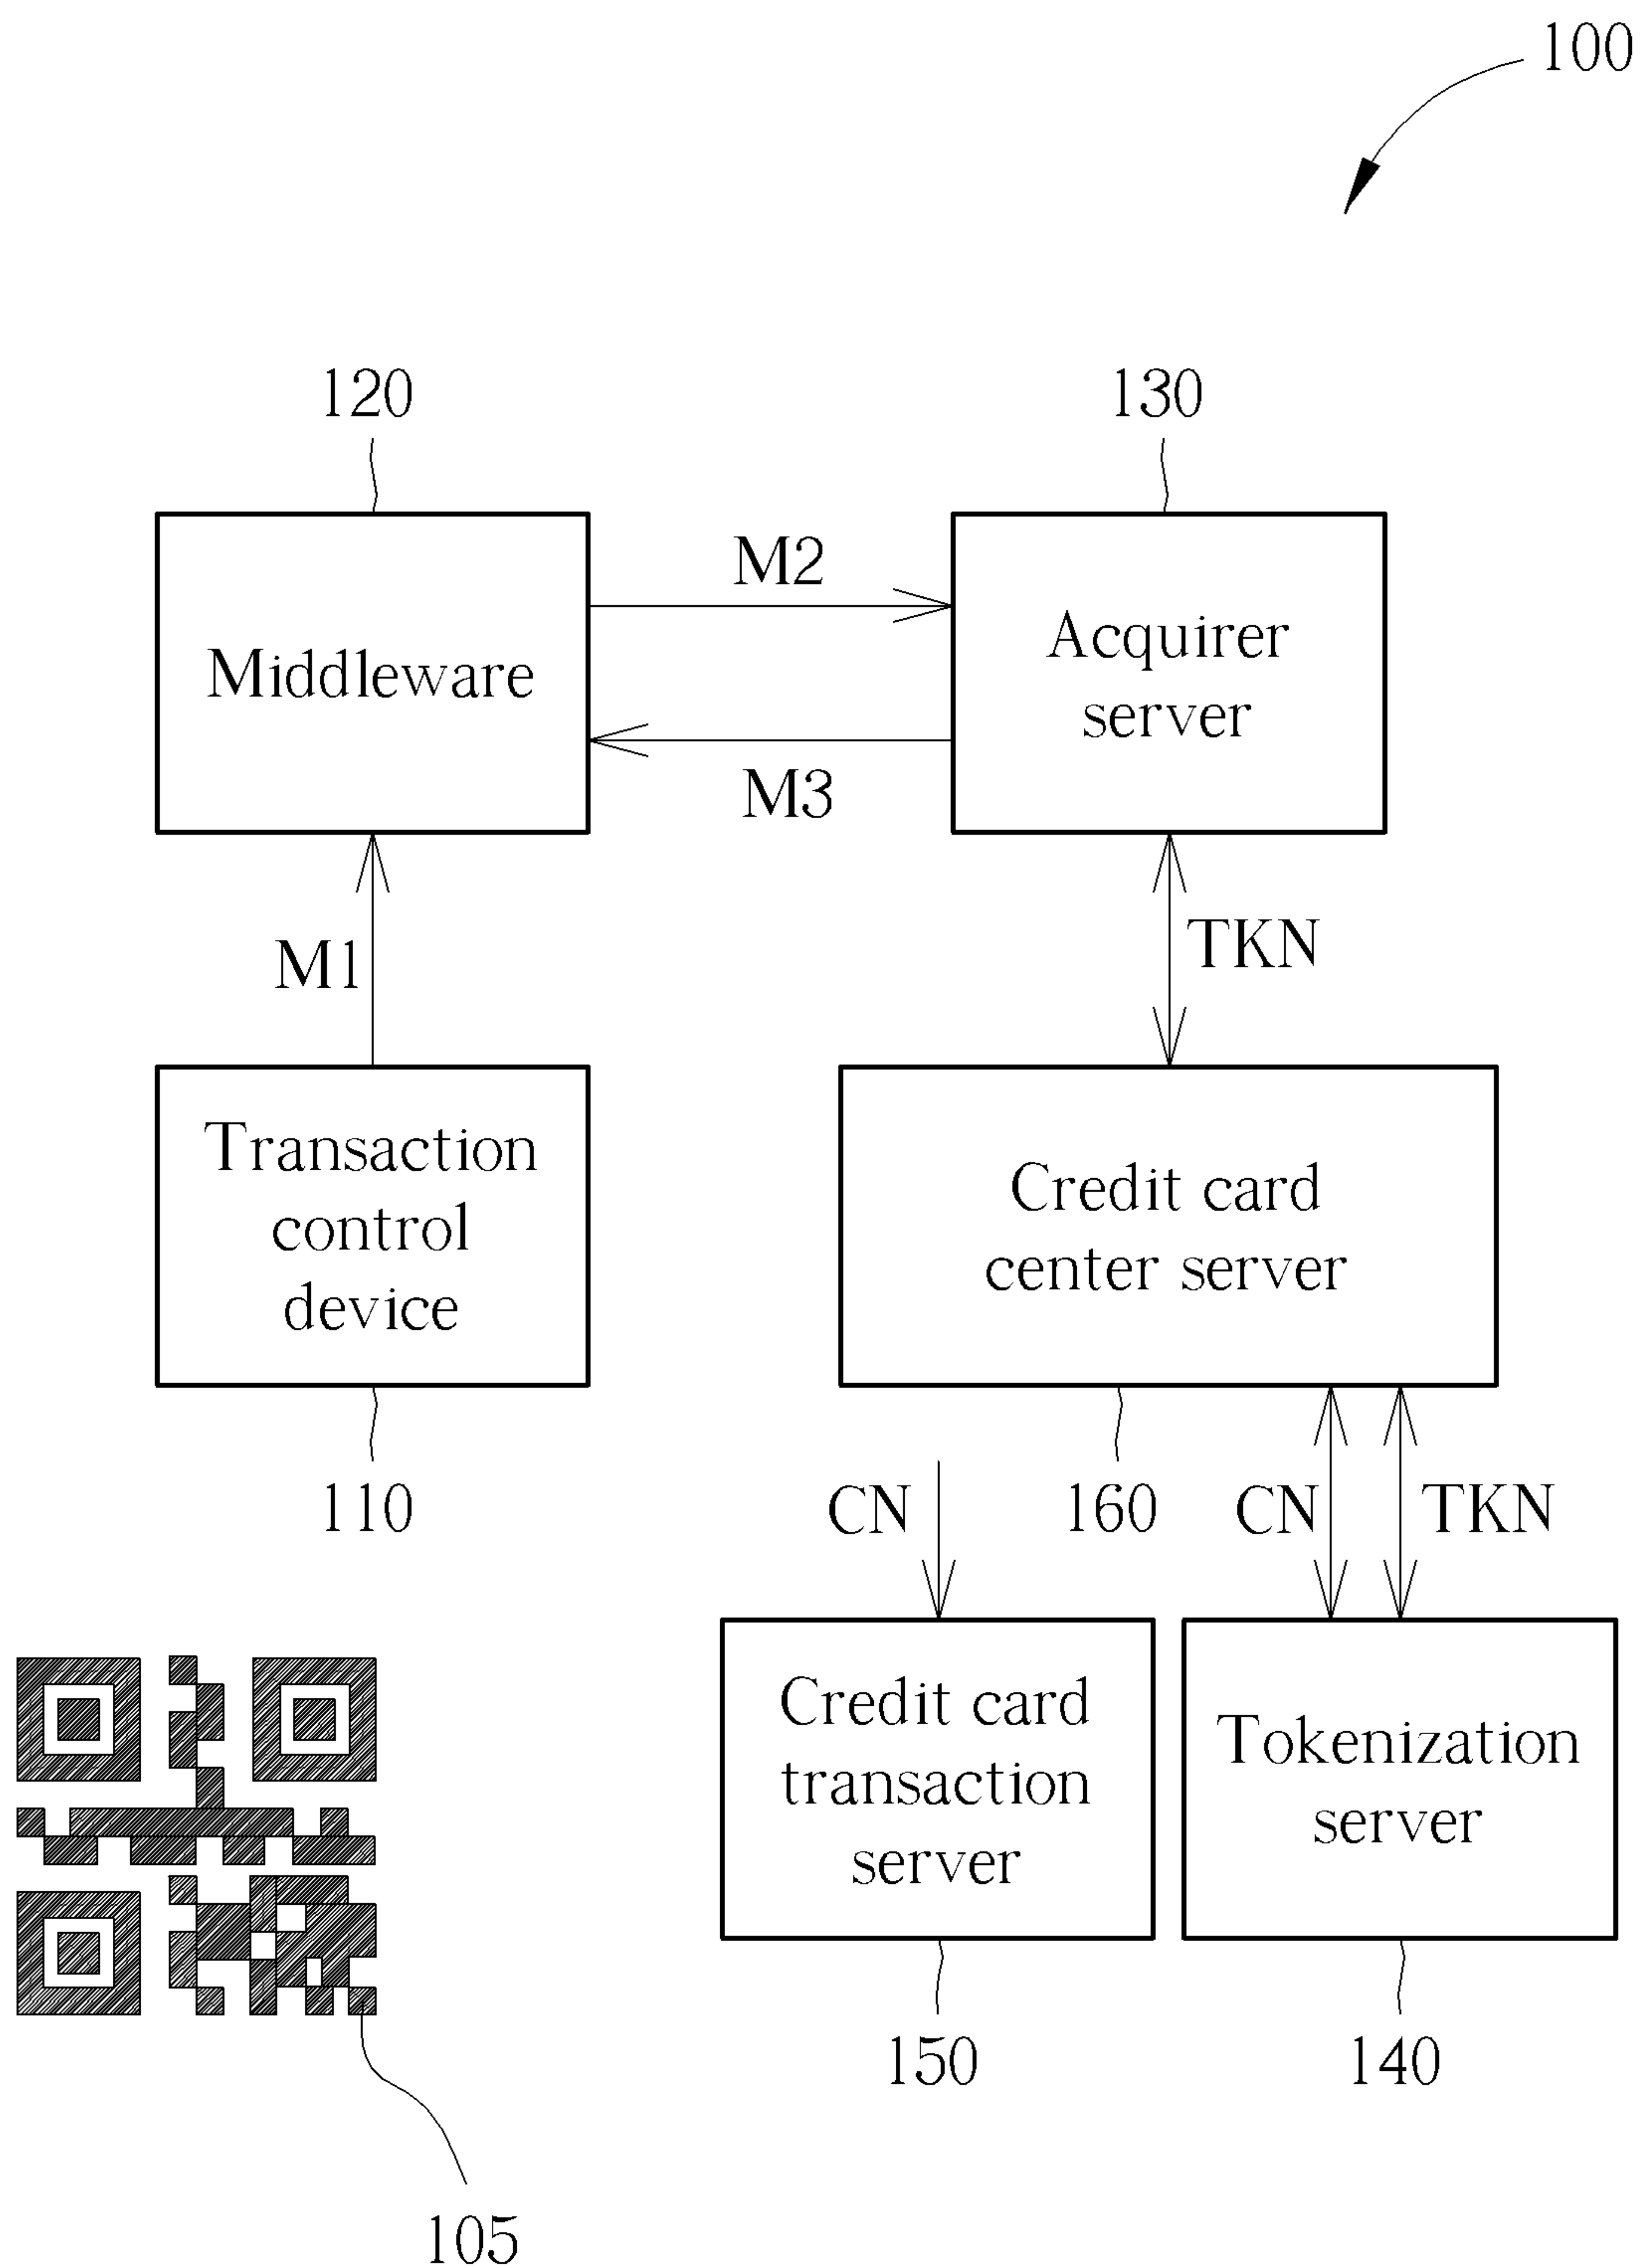 100
120
130
Middleware
M2
Acquirer
server
M3
M1
TKN
Transaction
control
device
Credit card
center server
110
CN
160
CN
TKN
Credit card
transaction
server
Tokenization
server
150
140
105